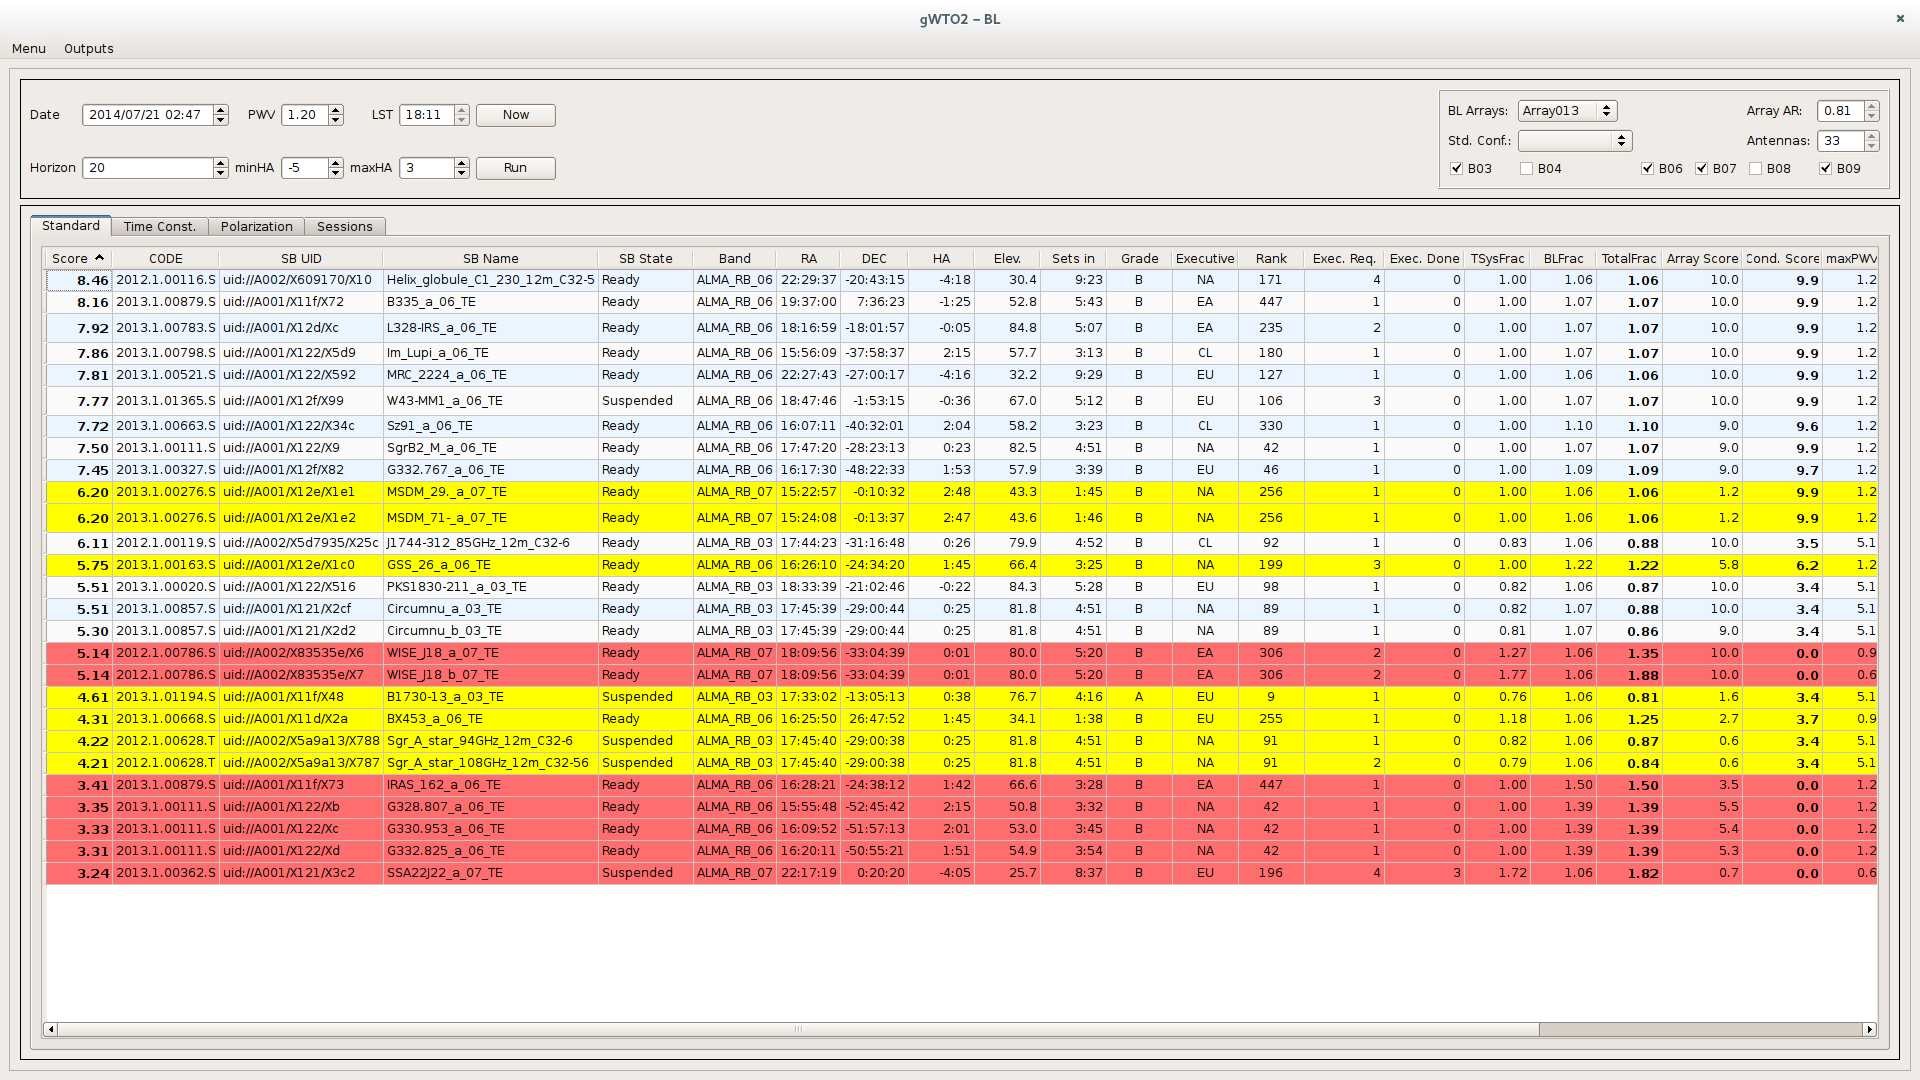 gWTO2 – BL
Menu Outputs
Date 2014/07/21 02:47 PWV 1.20 LST 18:11 Now
Horizon 20 minHA -5 maxHA 3 Run
BL Arrays: Array013 Array AR: 0.81
Std. Conf.: Antennas: 33
B03 B04 B06 B07 B08 B09
Standard Time Const. Polarization Sessions
Score CODE SB UID SB Name SB State Band RA DEC HA Elev. Sets in Grade Executive Rank Exec. Req. Exec. Done TSysFrac BLFrac TotalFrac Array Score Cond. Score maxPWV
8.46 2012.1.00116.S uid://A002/X609170/X10 Helix_globule_C1_230_12m_C32-5 Ready ALMA_RB_06 22:29:37 -20:43:15 -4:18 30.4 9:23 B NA 171 4 0 1.00 1.06 1.06 10.0 9.9 1.2
8.16 2013.1.00879.S uid://A001/X11f/X72 B335_a_06_TE Ready ALMA_RB_06 19:37:00 7:36:23 -1:25 52.8 5:43 B EA 447 1 0 1.00 1.07 1.07 10.0 9.9 1.2
7.92 2013.1.00783.S uid://A001/X12d/Xc L328-IRS_a_06_TE Ready ALMA_RB_06 18:16:59 -18:01:57 -0:05 84.8 5:07 B EA 235 2 0 1.00 1.07 1.07 10.0 9.9 1.2
7.86 2013.1.00798.S uid://A001/X122/X5d9 Im_Lupi_a_06_TE Ready ALMA_RB_06 15:56:09 -37:58:37 2:15 57.7 3:13 B CL 180 1 0 1.00 1.07 1.07 10.0 9.9 1.2
7.81 2013.1.00521.S uid://A001/X122/X592 MRC_2224_a_06_TE Ready ALMA_RB_06 22:27:43 -27:00:17 -4:16 32.2 9:29 B EU 127 1 0 1.00 1.06 1.06 10.0 9.9 1.2
7.77 2013.1.01365.S uid://A001/X12f/X99 W43-MM1_a_06_TE Suspended ALMA_RB_06 18:47:46 -1:53:15 -0:36 67.0 5:12 B EU 106 3 0 1.00 1.07 1.07 10.0 9.9 1.2
7.72 2013.1.00663.S uid://A001/X122/X34c Sz91_a_06_TE Ready ALMA_RB_06 16:07:11 -40:32:01 2:04 58.2 3:23 B CL 330 1 0 1.00 1.10 1.10 9.0 9.6 1.2
7.50 2013.1.00111.S uid://A001/X122/X9 SgrB2_M_a_06_TE Ready ALMA_RB_06 17:47:20 -28:23:13 0:23 82.5 4:51 B NA 42 1 0 1.00 1.07 1.07 9.0 9.9 1.2
7.45 2013.1.00327.S uid://A001/X12f/X82 G332.767_a_06_TE Ready ALMA_RB_06 16:17:30 -48:22:33 1:53 57.9 3:39 B EU 46 1 0 1.00 1.09 1.09 9.0 9.7 1.2
6.20 2013.1.00276.S uid://A001/X12e/X1e1 MSDM_29._a_07_TE Ready ALMA_RB_07 15:22:57 -0:10:32 2:48 43.3 1:45 B NA 256 1 0 1.00 1.06 1.06 1.2 9.9 1.2
6.20 2013.1.00276.S uid://A001/X12e/X1e2 MSDM_71-_a_07_TE Ready ALMA_RB_07 15:24:08 -0:13:37 2:47 43.6 1:46 B NA 256 1 0 1.00 1.06 1.06 1.2 9.9 1.2
6.11 2012.1.00119.S uid://A002/X5d7935/X25c J1744-312_85GHz_12m_C32-6 Ready ALMA_RB_03 17:44:23 -31:16:48 0:26 79.9 4:52 B CL 92 1 0 0.83 1.06 0.88 10.0 3.5 5.1
5.75 2013.1.00163.S uid://A001/X12e/X1c0 GSS_26_a_06_TE Ready ALMA_RB_06 16:26:10 -24:34:20 1:45 66.4 3:25 B NA 199 3 0 1.00 1.22 1.22 5.8 6.2 1.2
5.51 2013.1.00020.S uid://A001/X122/X516 PKS1830-211_a_03_TE Ready ALMA_RB_03 18:33:39 -21:02:46 -0:22 84.3 5:28 B EU 98 1 0 0.82 1.06 0.87 10.0 3.4 5.1
5.51 2013.1.00857.S uid://A001/X121/X2cf Circumnu_a_03_TE Ready ALMA_RB_03 17:45:39 -29:00:44 0:25 81.8 4:51 B NA 89 1 0 0.82 1.07 0.88 10.0 3.4 5.1
5.30 2013.1.00857.S uid://A001/X121/X2d2 Circumnu_b_03_TE Ready ALMA_RB_03 17:45:39 -29:00:44 0:25 81.8 4:51 B NA 89 1 0 0.81 1.07 0.86 9.0 3.4 5.1
5.14 2012.1.00786.S uid://A002/X83535e/X6 WISE_J18_a_07_TE Ready ALMA_RB_07 18:09:56 -33:04:39 0:01 80.0 5:20 B EA 306 2 0 1.27 1.06 1.35 10.0 0.0 0.9
5.14 2012.1.00786.S uid://A002/X83535e/X7 WISE_J18_b_07_TE Ready ALMA_RB_07 18:09:56 -33:04:39 0:01 80.0 5:20 B EA 306 2 0 1.77 1.06 1.88 10.0 0.0 0.6
4.61 2013.1.01194.S uid://A001/X11f/X48 B1730-13_a_03_TE Suspended ALMA_RB_03 17:33:02 -13:05:13 0:38 76.7 4:16 A EU 9 1 0 0.76 1.06 0.81 1.6 3.4 5.1
4.31 2013.1.00668.S uid://A001/X11d/X2a BX453_a_06_TE Ready ALMA_RB_06 16:25:50 26:47:52 1:45 34.1 1:38 B EU 255 1 0 1.18 1.06 1.25 2.7 3.7 0.9
4.22 2012.1.00628.T uid://A002/X5a9a13/X788 Sgr_A_star_94GHz_12m_C32-6 Suspended ALMA_RB_03 17:45:40 -29:00:38 0:25 81.8 4:51 B NA 91 1 0 0.82 1.06 0.87 0.6 3.4 5.1
4.21 2012.1.00628.T uid://A002/X5a9a13/X787 Sgr_A_star_108GHz_12m_C32-56 Suspended ALMA_RB_03 17:45:40 -29:00:38 0:25 81.8 4:51 B NA 91 2 0 0.79 1.06 0.84 0.6 3.4 5.1
3.41 2013.1.00879.S uid://A001/X11f/X73 IRAS_162_a_06_TE Ready ALMA_RB_06 16:28:21 -24:38:12 1:42 66.6 3:28 B EA 447 1 0 1.00 1.50 1.50 3.5 0.0 1.2
3.35 2013.1.00111.S uid://A001/X122/Xb G328.807_a_06_TE Ready ALMA_RB_06 15:55:48 -52:45:42 2:15 50.8 3:32 B NA 42 1 0 1.00 1.39 1.39 5.5 0.0 1.2
3.33 2013.1.00111.S uid://A001/X122/Xc G330.953_a_06_TE Ready ALMA_RB_06 16:09:52 -51:57:13 2:01 53.0 3:45 B NA 42 1 0 1.00 1.39 1.39 5.4 0.0 1.2
3.31 2013.1.00111.S uid://A001/X122/Xd G332.825_a_06_TE Ready ALMA_RB_06 16:20:11 -50:55:21 1:51 54.9 3:54 B NA 42 1 0 1.00 1.39 1.39 5.3 0.0 1.2
3.24 2013.1.00362.S uid://A001/X121/X3c2 SSA22J22_a_07_TE Suspended ALMA_RB_07 22:17:19 0:20:20 -4:05 25.7 8:37 B EU 196 4 3 1.72 1.06 1.82 0.7 0.0 0.6